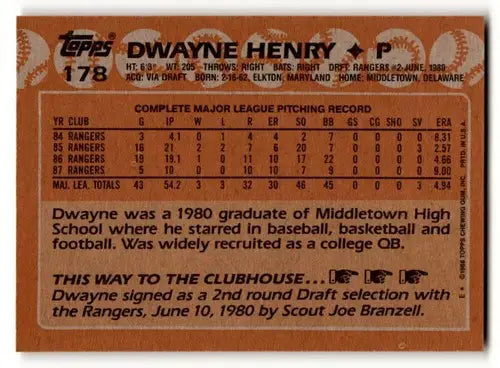 Topps
178
DWAYNE HENRY ✦ P
HT: 6'3" WT: 205 THROWS: RIGHT BATS: RIGHT DRFT: RANGERS #2-JUNE, 1980
ACQ: VIA DRAFT BORN: 2-16-62, ELKTON, MARYLAND HOME: MIDDLETOWN, DELAWARE
COMPLETE MAJOR LEAGUE PITCHING RECORD
YR CLUB G IP W L R ER SO BB GS CG SHO SV ERA
84 RANGERS 3 4.1 0 1 4 4 2 7 0 0 0 0 8.31
85 RANGERS 16 21 2 2 7 6 20 7 0 0 0 3 2.57
86 RANGERS 19 19.1 1 0 11 10 17 22 0 0 0 0 4.66
87 RANGERS 5 10 0 0 10 10 7 9 0 0 0 0 9.00
MAJ. LEA. TOTALS 43 54.2 3 3 32 30 46 45 0 0 0 3 4.94
Dwayne was a 1980 graduate of Middletown High
School where he starred in baseball, basketball and
football. Was widely recruited as a college QB.
THIS WAY TO THE CLUBHOUSE...
Dwayne signed as a 2nd round Draft selection with
the Rangers, June 10, 1980 by Scout Joe Branzell.
©1988 TOPPS CHEWING GUM, INC. PRTD. IN U.S.A.